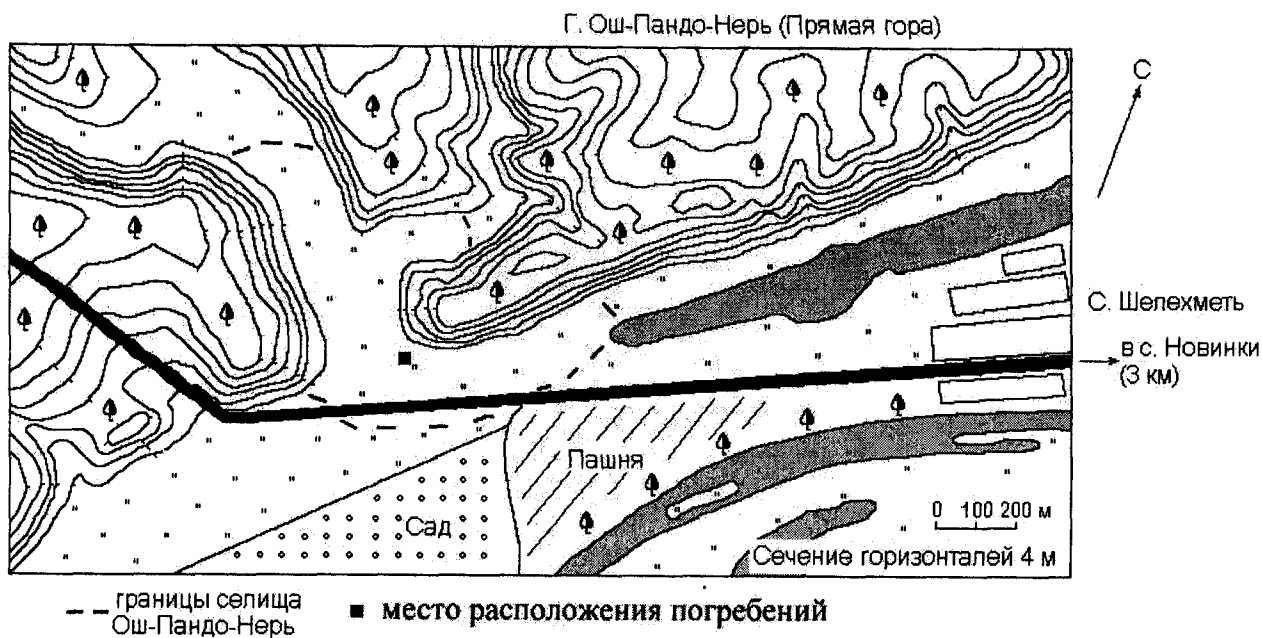 Г. Ош-Пандо-Нерь (Прямая гора)
С
С. Шелехметь
в с. Новинки
(3 км)
Пашня
Сад
0 100 200 м
Сечение горизонталей 4 м
границы селища
Ош-Пандо-Нерь
место расположения погребений